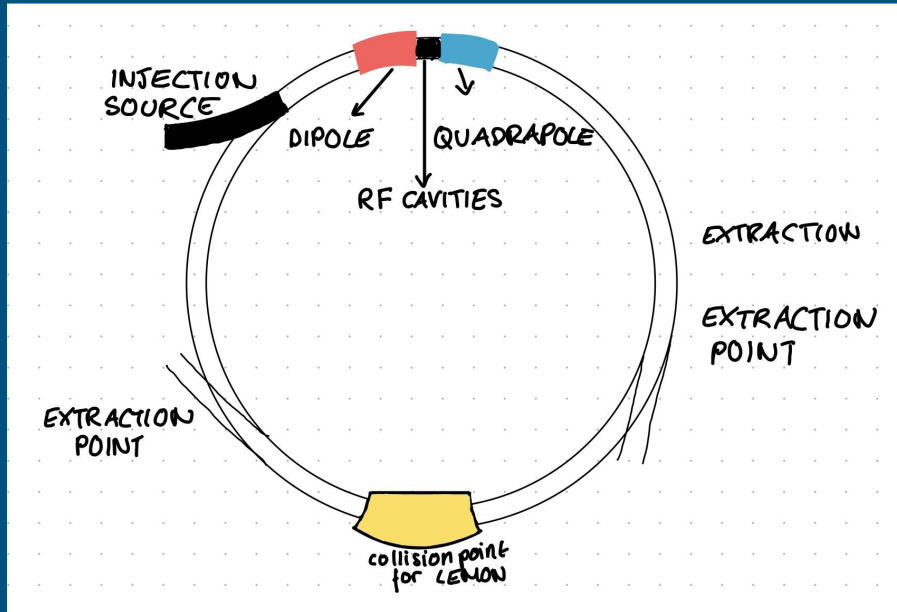 INJECTION
SOURCE
DIPOLE
QUADRAPOLE
RF CAVITIES
EXTRACTION
EXTRACTION
POINT
EXTRACTION
POINT
collision point
for LEMON